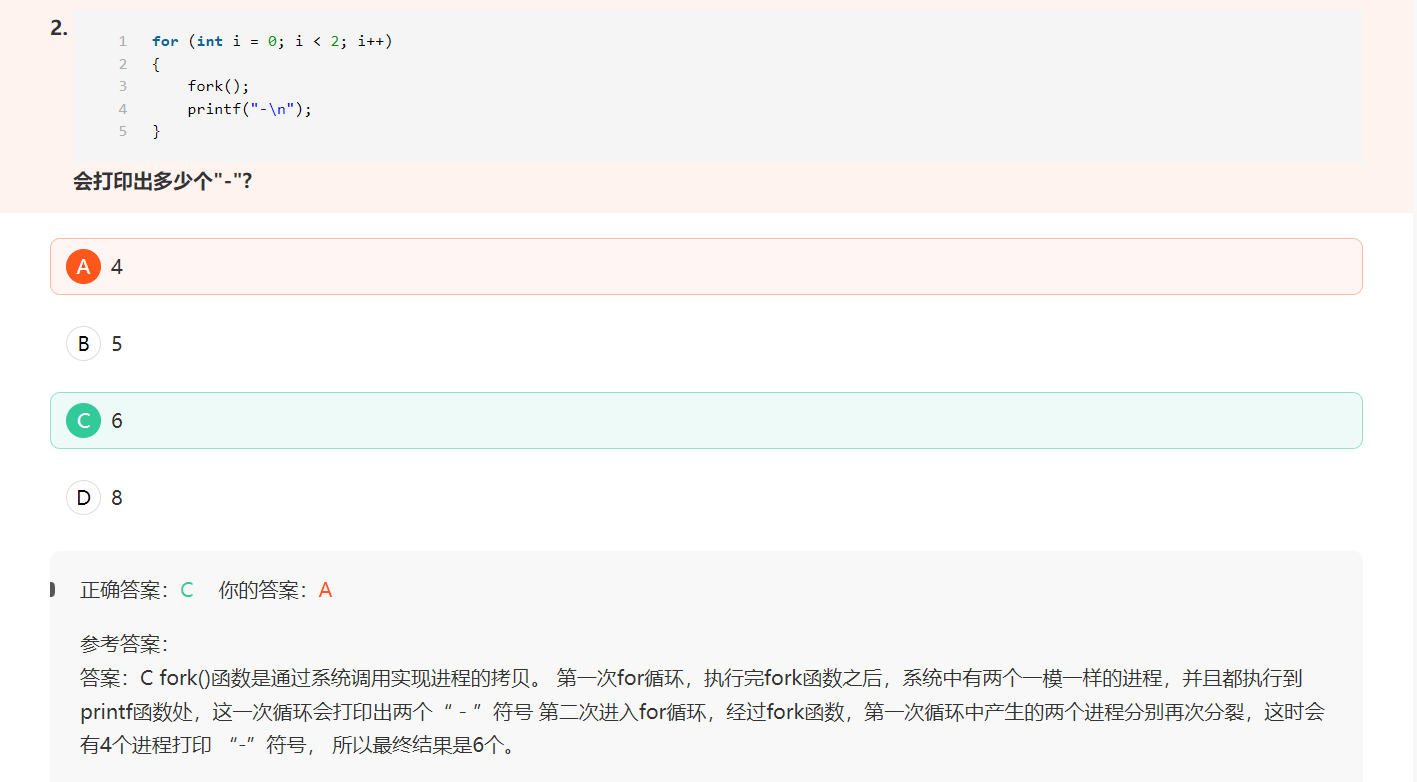 2.
1 for (int i = 0; i < 2; i++)
2 {
3     fork();
4     printf("-\n");
5 }
会打印出多少个"-"?
A 4
B 5
C 6
D 8
正确答案：C 你的答案：A
参考答案：
答案：C fork()函数是通过系统调用实现进程的拷贝。 第一次for循环，执行完fork函数之后，系统中有两个一模一样的进程，并且都执行到
printf函数处，这一次循环会打印出两个“ - ”符号 第二次进入for循环，经过fork函数，第一次循环中产生的两个进程分别再次分裂，这时会
有4个进程打印 “-”符号， 所以最终结果是6个。